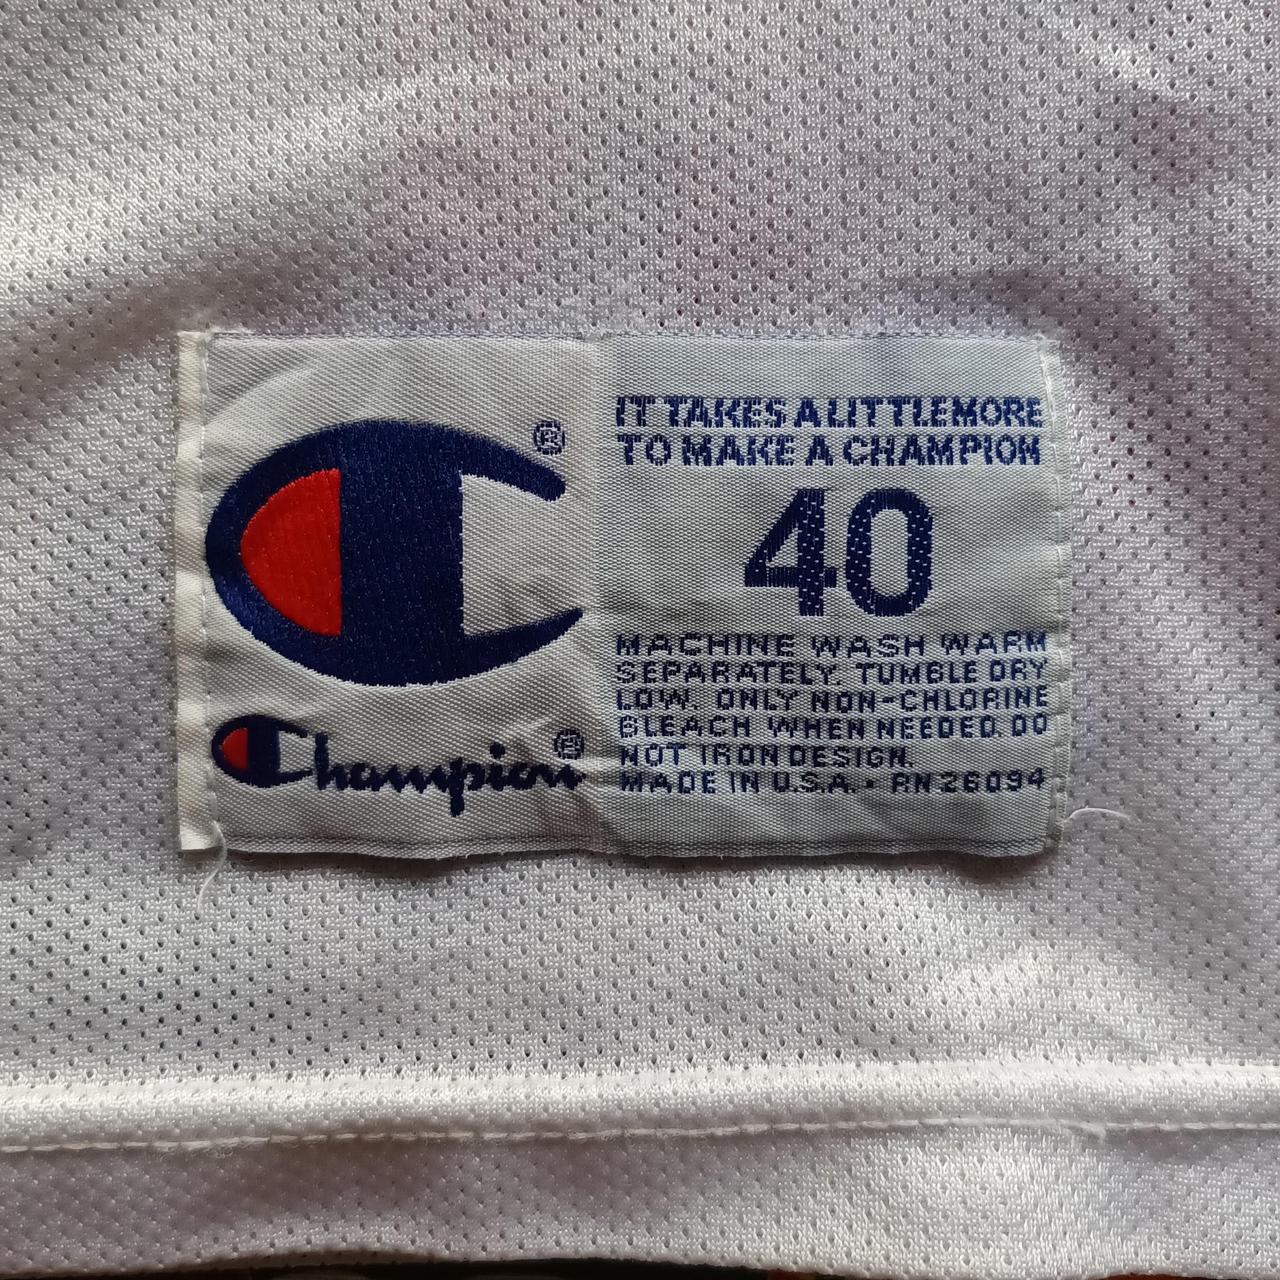 IT TAKES A LITTLE MORE
TO MAKE A CHAMPION
40
MACHINE WASH WARM
SEPARATELY. TUMBLE DRY
LOW. ONLY NON-CHLORINE
BLEACH WHEN NEEDED. DO
NOT IRON DESIGN.
MADE IN U.S.A. • RN 26094
®
Champion®